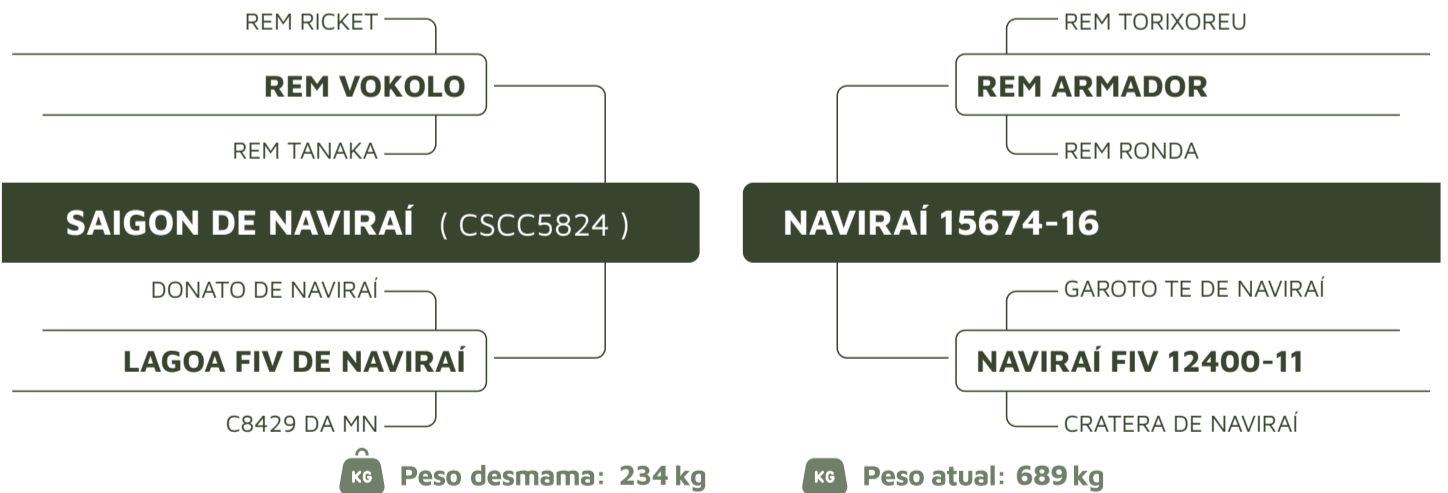 REM RICKET
REM VOKOLO
REM TANAKA
SAIGON DE NAVIRAÍ ( CSCC5824 )
DONATO DE NAVIRAÍ
LAGOA FIV DE NAVIRAÍ
C8429 DA MN
REM TORIXOREU
REM ARMADOR
REM RONDA
NAVIRAÍ 15674-16
GAROTO TE DE NAVIRAÍ
NAVIRAÍ FIV 12400-11
CRATERA DE NAVIRAÍ
KG Peso desmama: 234 kg
KG Peso atual: 689 kg